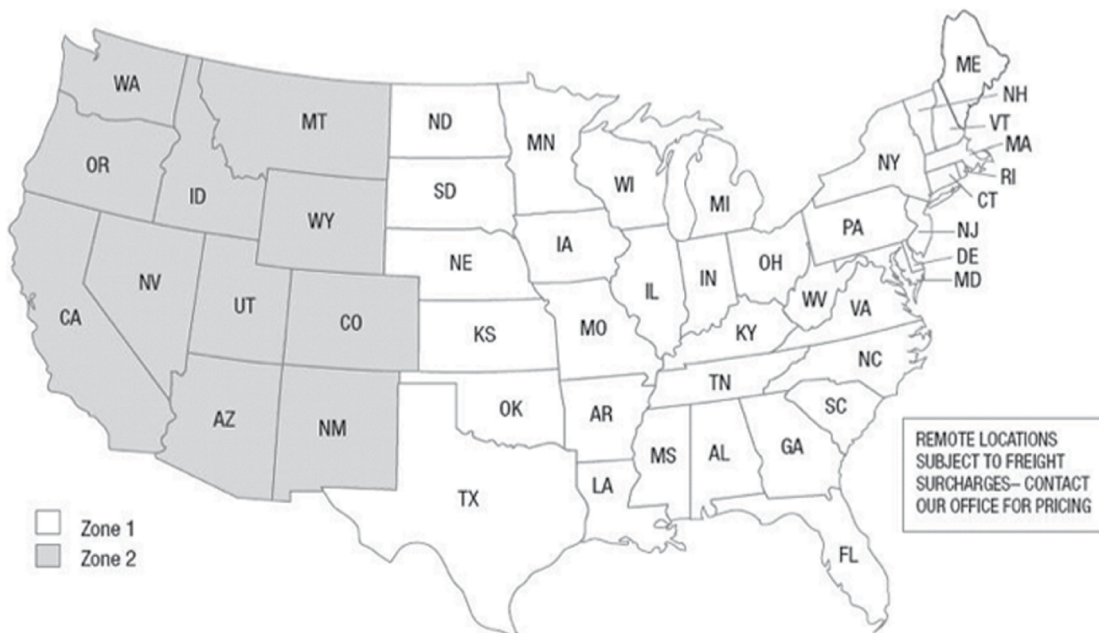 ME
WA
NH
MT
ND
VT
MN
MA
OR
NY
WI
RI
SD
ID
CT
MI
WY
PA
NJ
IA
NE
OH
DE
NV
MD
IL
IN
WV
UT
VA
CA
CO
MO
KS
KY
NC
TN
AZ
OK
AR
SC
NM
GA
MS
AL
REMOTE LOCATIONS
SUBJECT TO FREIGHT
SURCHARGES– CONTACT
OUR OFFICE FOR PRICING
LA
TX
Zone 1
Zone 2
FL